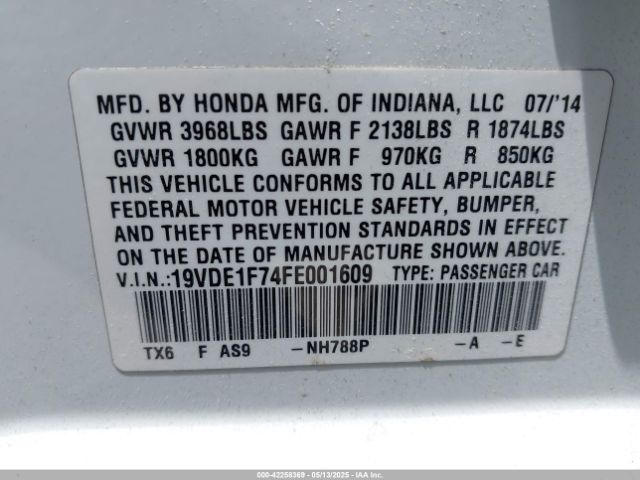 MFD. BY HONDA MFG. OF INDIANA, LLC 07/'14
GVWR 3968LBS GAWR F 2138LBS R 1874LBS
GVWR 1800KG GAWR F 970KG R 850KG
THIS VEHICLE CONFORMS TO ALL APPLICABLE
FEDERAL MOTOR VEHICLE SAFETY, BUMPER,
AND THEFT PREVENTION STANDARDS IN EFFECT
ON THE DATE OF MANUFACTURE SHOWN ABOVE.
V.I.N.:19VDE1F74FE001609 TYPE: PASSENGER CAR
TX6 F AS9 -NH788P -A -E
000-42258369 - 05/13/2025 - IAAI Copart